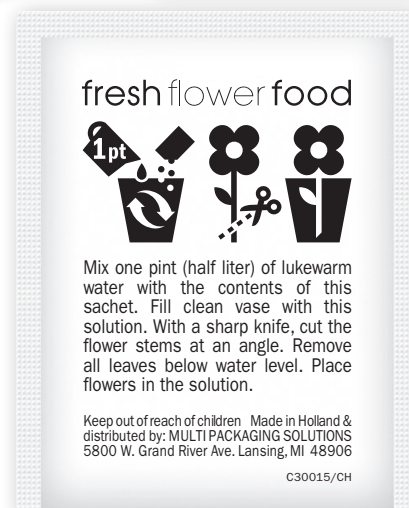 fresh flower food
1pt
Mix one pint (half liter) of lukewarm
water with the contents of this
sachet. Fill clean vase with this
solution. With a sharp knife, cut the
flower stems at an angle. Remove
all leaves below water level. Place
flowers in the solution.
Keep out of reach of children Made in Holland &
distributed by: MULTI PACKAGING SOLUTIONS
5800 W. Grand River Ave. Lansing, MI 48906
C30015/CH